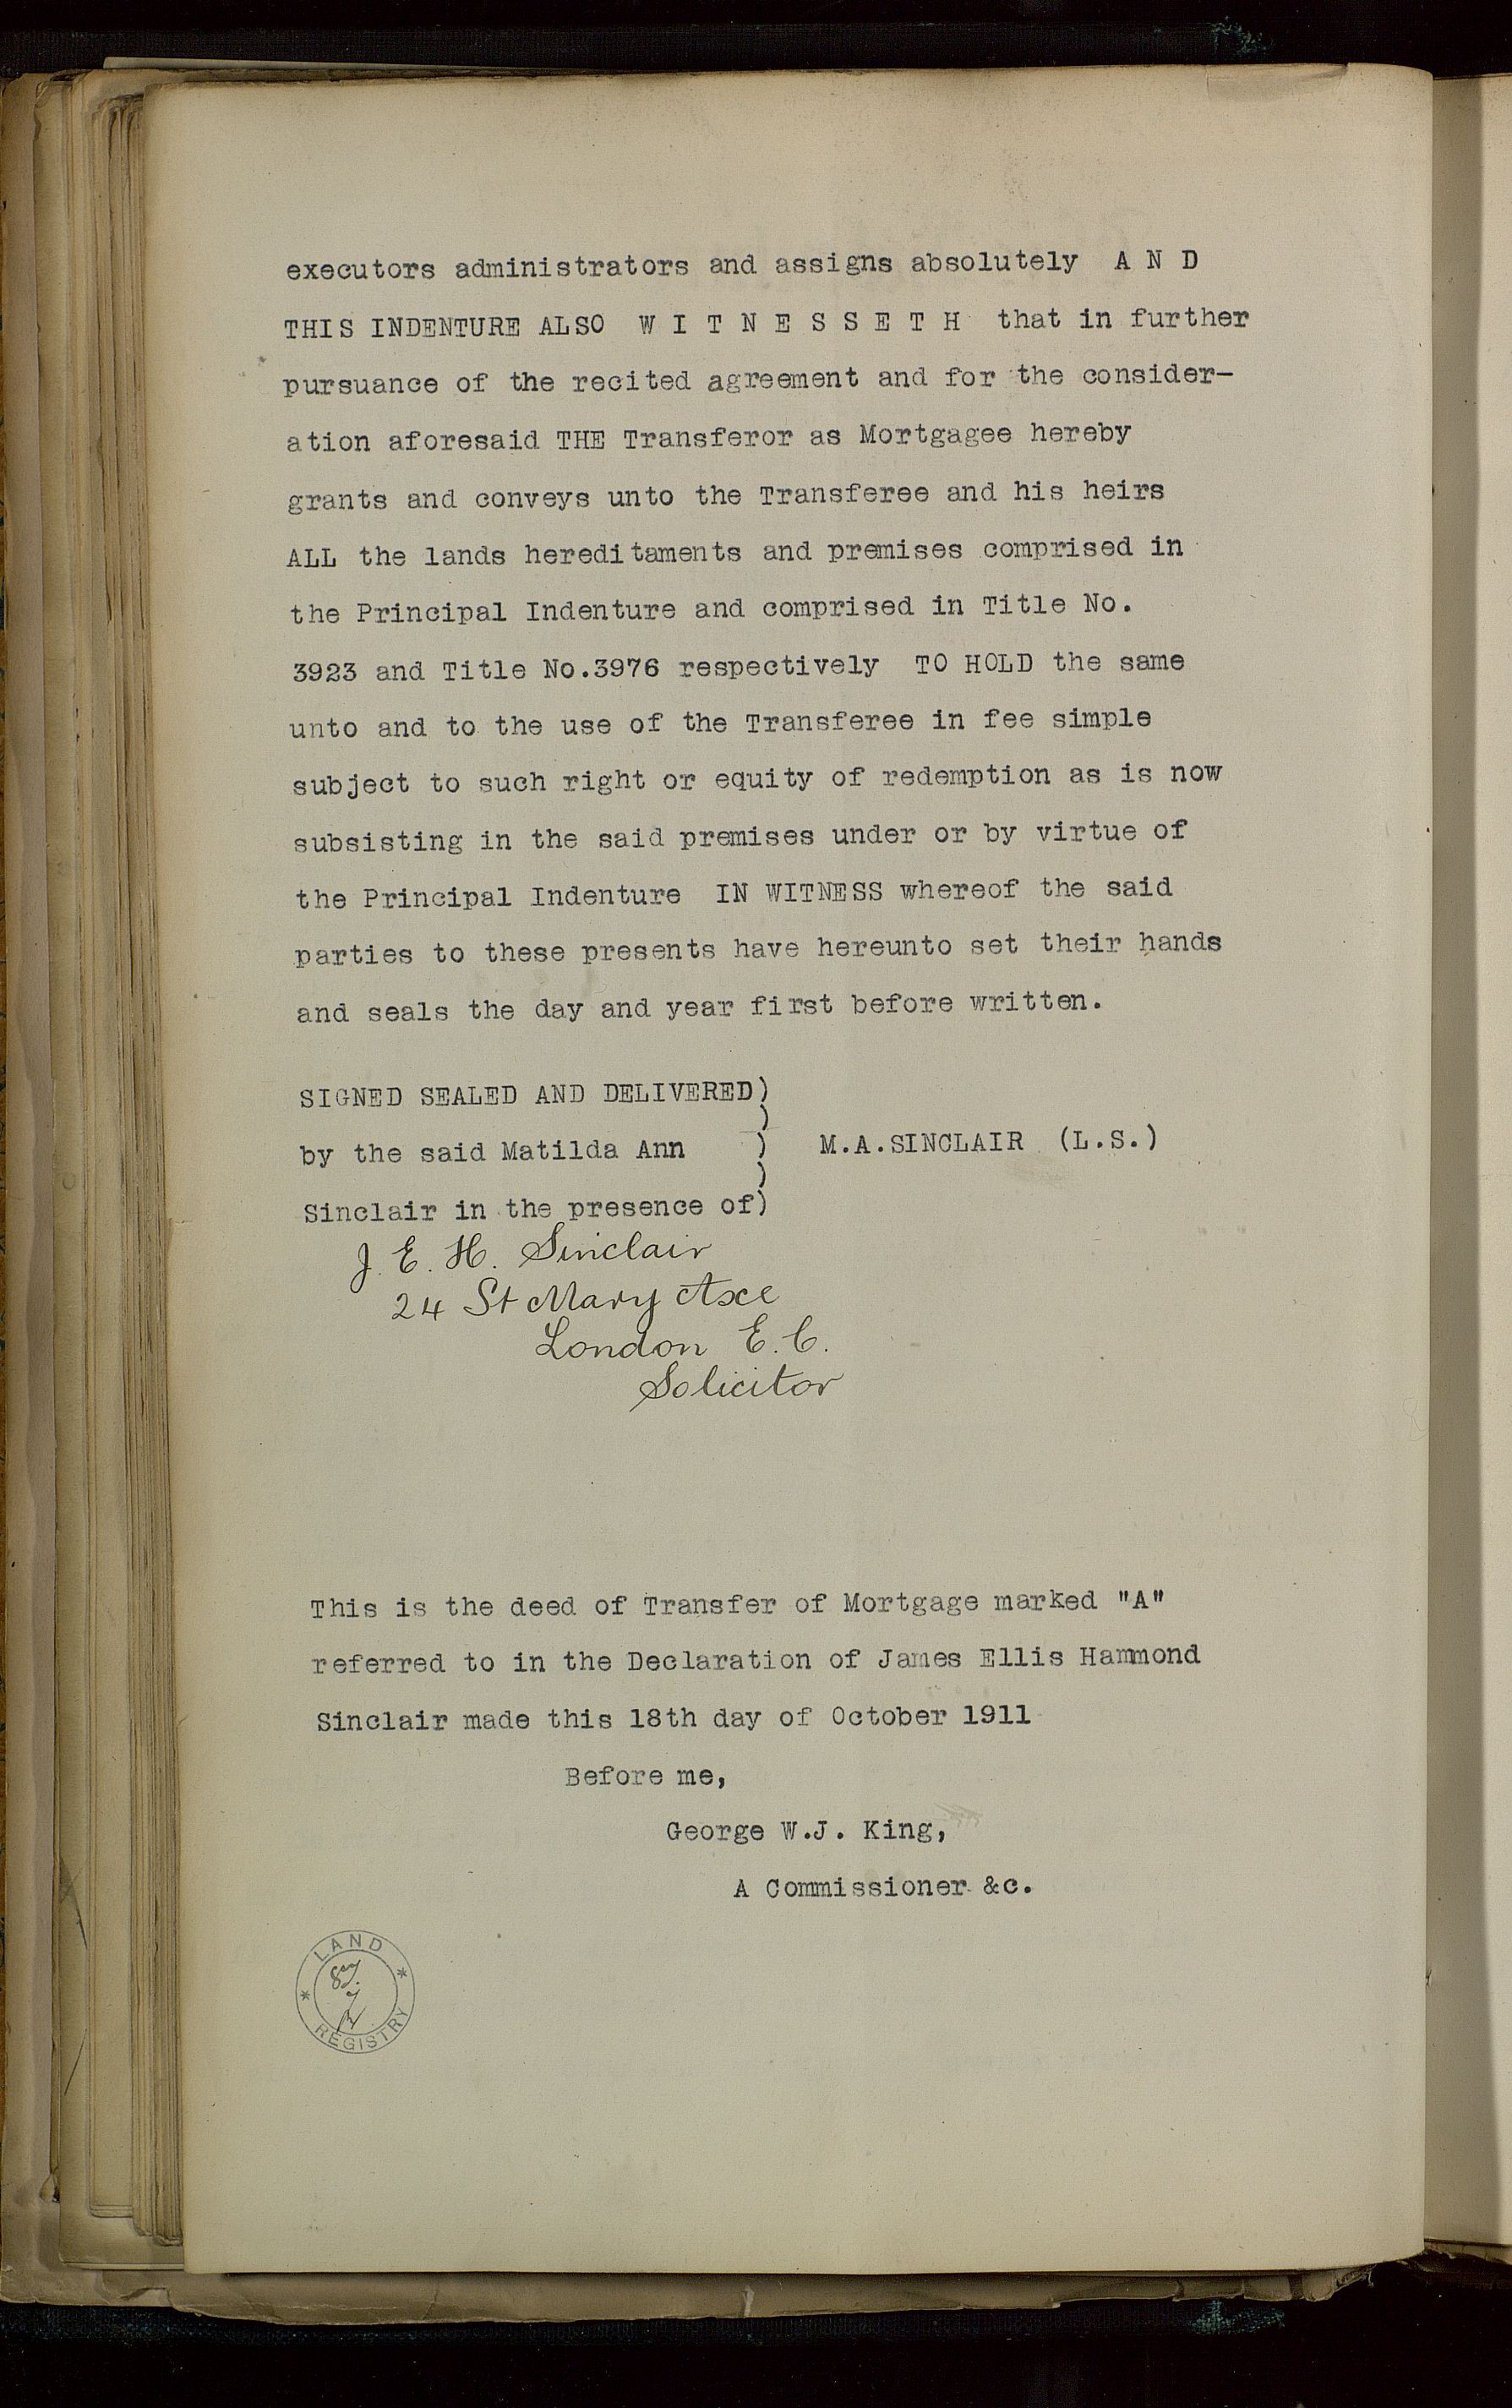 executors administrators and assigns absolutely A N D
THIS INDENTURE ALSO W I T N E S S E T H that in further
pursuance of the recited agreement and for the consider-
ation aforesaid THE Transferor as Mortgagee hereby
grants and conveys unto the Transferee and his heirs
ALL the lands hereditaments and premises comprised in
the Principal Indenture and comprised in Title No.
3923 and Title No.3976 respectively TO HOLD the same
unto and to the use of the Transferee in fee simple
subject to such right or equity of redemption as is now
subsisting in the said premises under or by virtue of
the Principal Indenture IN WITNESS whereof the said
parties to these presents have hereunto set their hands
and seals the day and year first before written.
SIGNED SEALED AND DELIVERED)
)
by the said Matilda Ann ) M.A.SINCLAIR (L.S.)
)
Sinclair in the presence of)
J. E. H. Sinclair
24 St Mary Axe
London E.C.
Solicitor
This is the deed of Transfer of Mortgage marked "A"
referred to in the Declaration of James Ellis Hammond
Sinclair made this 18th day of October 1911
Before me,
George W.J. King,
A Commissioner &c.
LAND
REGISTRY